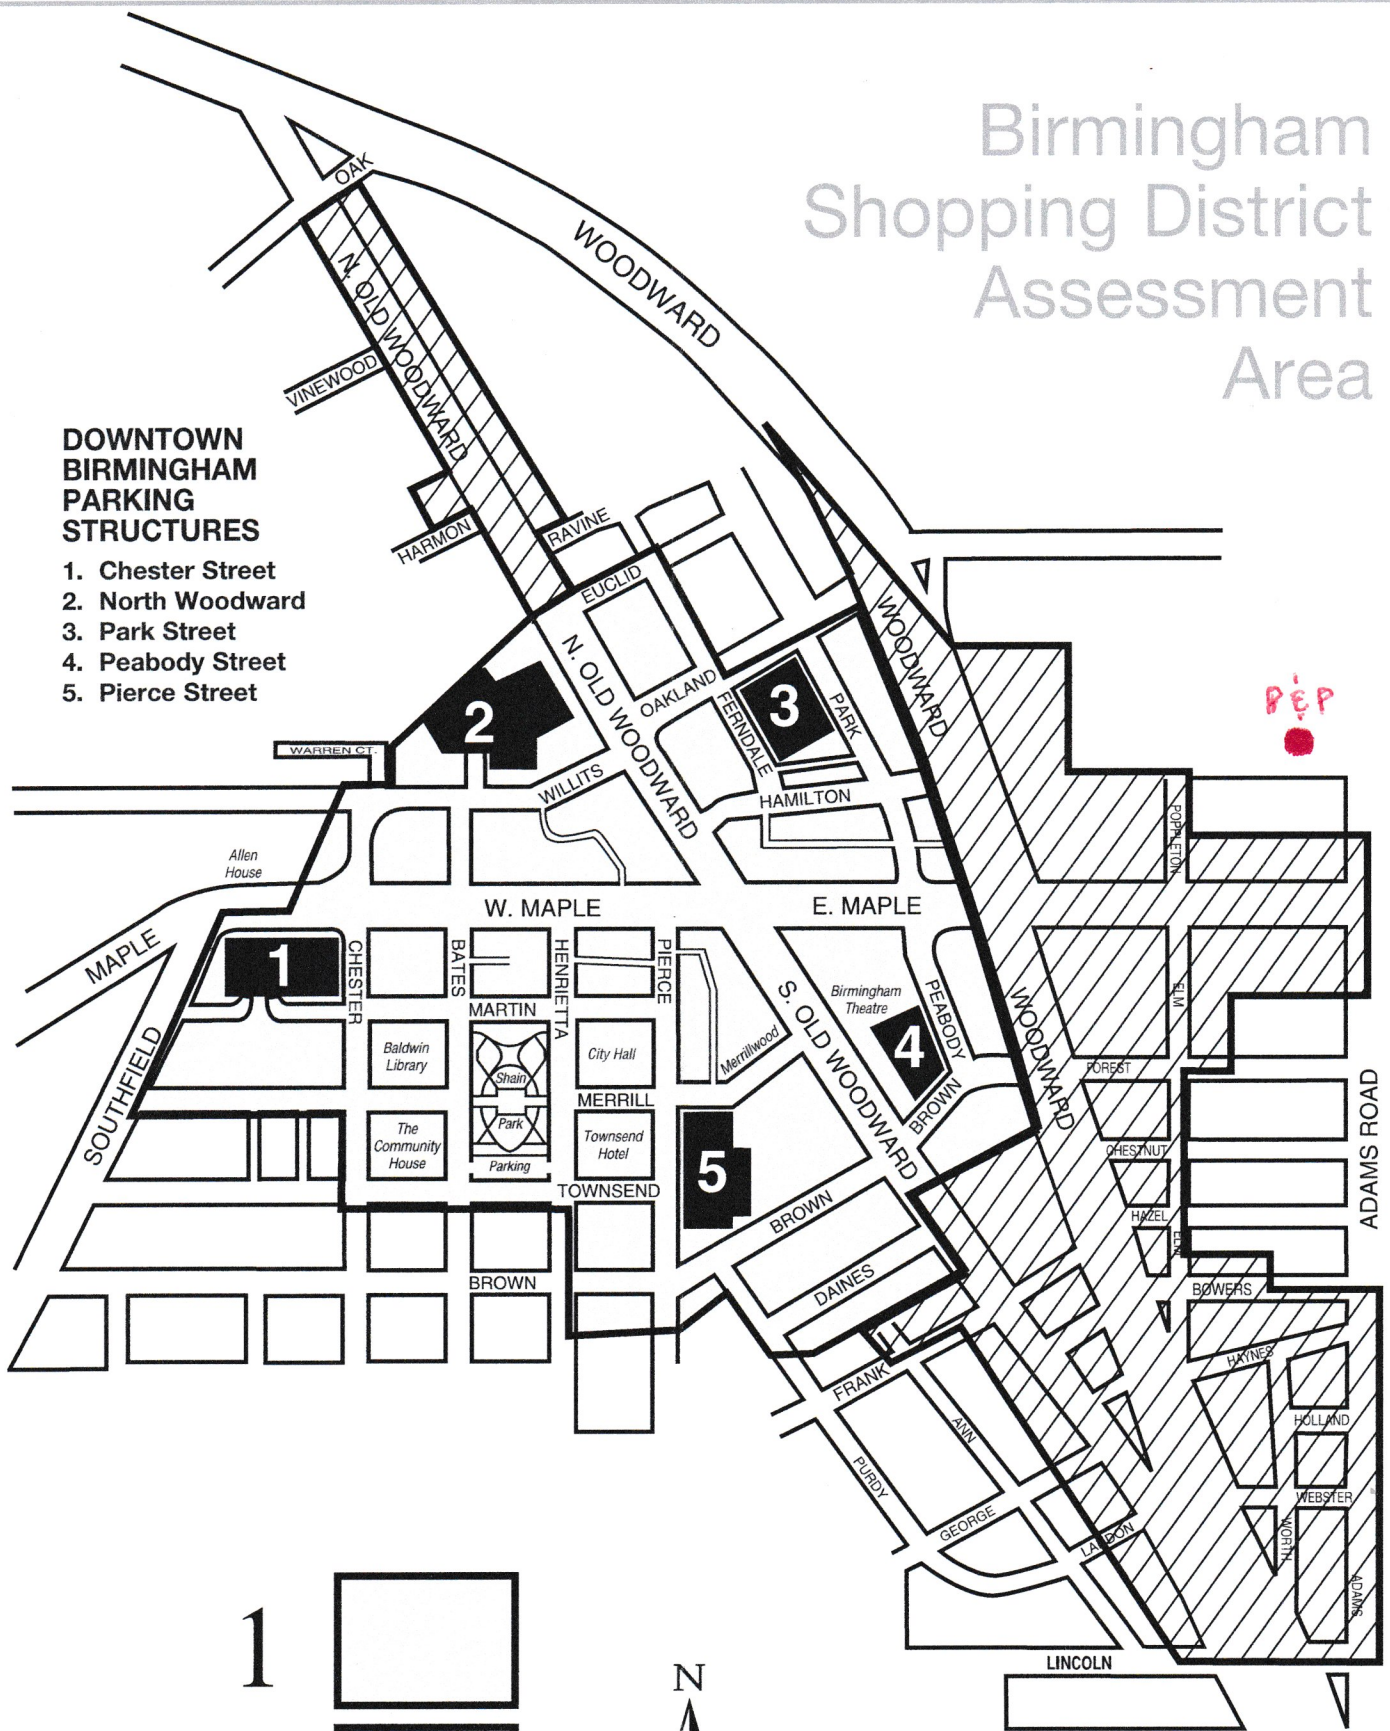 Birmingham
Shopping District
Assessment
Area
OAK
WOODWARD
N. OLD WOODWARD
VINEWOOD
DOWNTOWN
BIRMINGHAM
PARKING
STRUCTURES
1. Chester Street
2. North Woodward
3. Park Street
4. Peabody Street
5. Pierce Street
HARMON
RAVINE
EUCLID
WOODWARD
N. OLD WOODWARD
OAKLAND
FERNDALE
3
PARK
P & P
2
WARREN CT.
WILLITS
HAMILTON
POPPLETON
Allen
House
W. MAPLE
E. MAPLE
MAPLE
1
CHESTER
BATES
HENRIETTA
PIERCE
MARTIN
S. OLD WOODWARD
Birmingham
Theatre
PEABODY
4
WOODWARD
ELM
SOUTHFIELD
Baldwin
Library
Shain
Park
Parking
City Hall
Merrillwood
MERRILL
BROWN
FOREST
The
Community
House
Townsend
Hotel
5
CHESTNUT
ADAMS ROAD
TOWNSEND
BROWN
HAZEL
ELM
BROWN
DAINES
BOWERS
FRANK
HAYNES
ANN
HOLLAND
PURDY
WEBSTER
GEORGE
WORTH
LANDON
ADAMS
1
N
LINCOLN